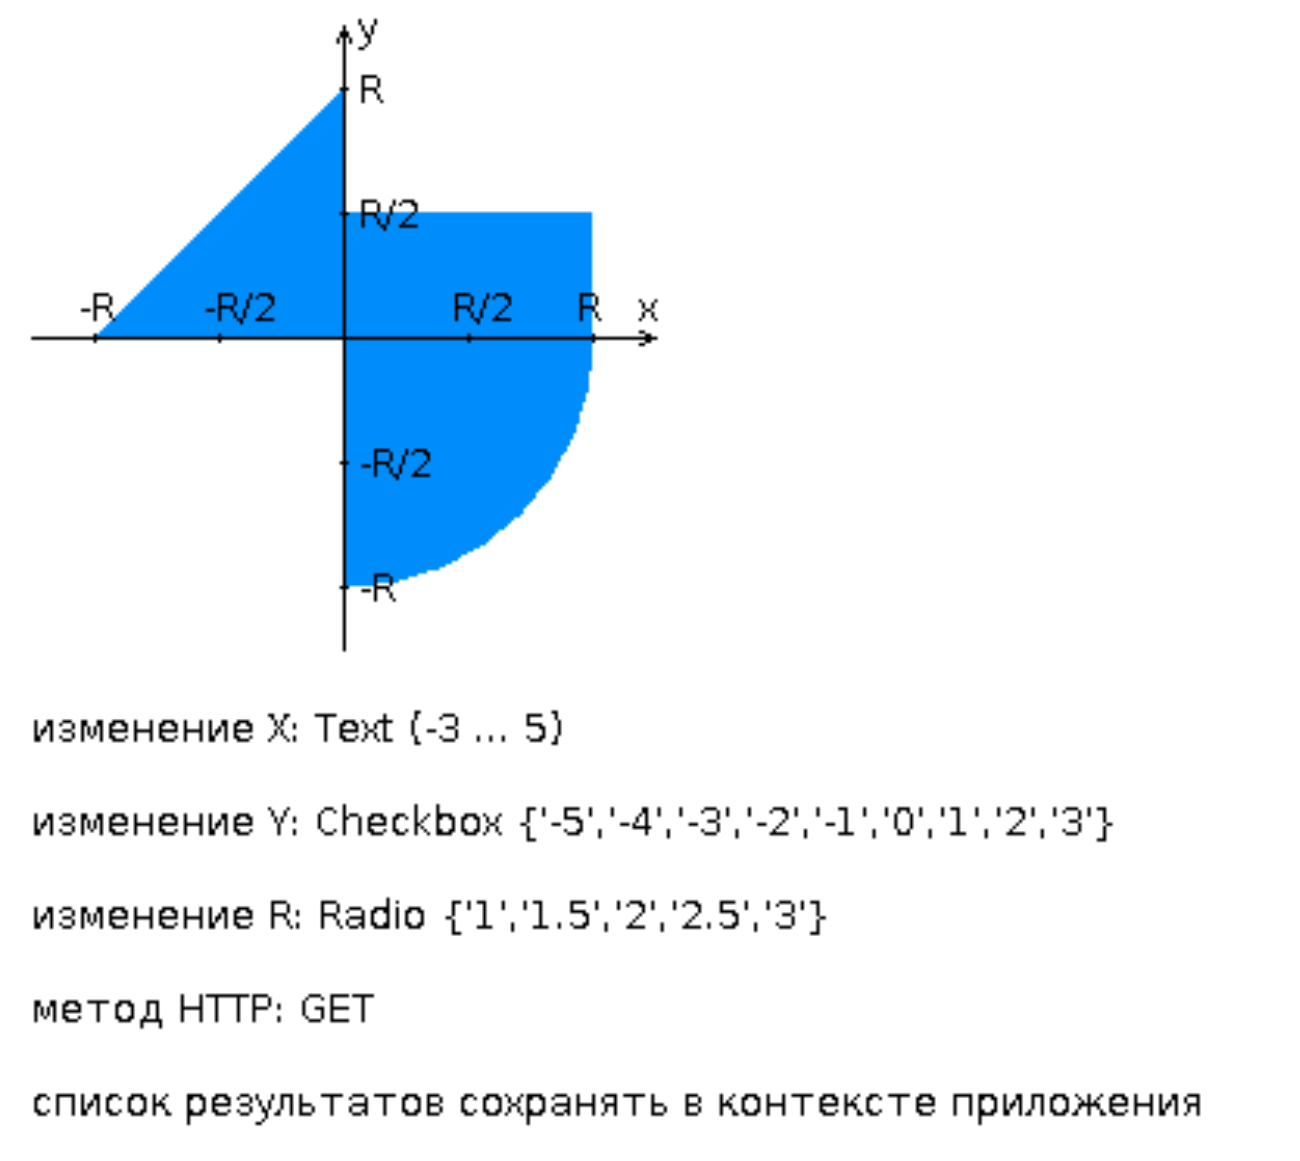 y
R
R/2
-R -R/2 R/2 R x
-R/2
-R
изменение X: Text (-3 ... 5)
изменение Y: Checkbox {'-5','-4','-3','-2','-1','0','1','2','3'}
изменение R: Radio {'1','1.5','2','2.5','3'}
метод HTTP: GET
список результатов сохранять в контексте приложения